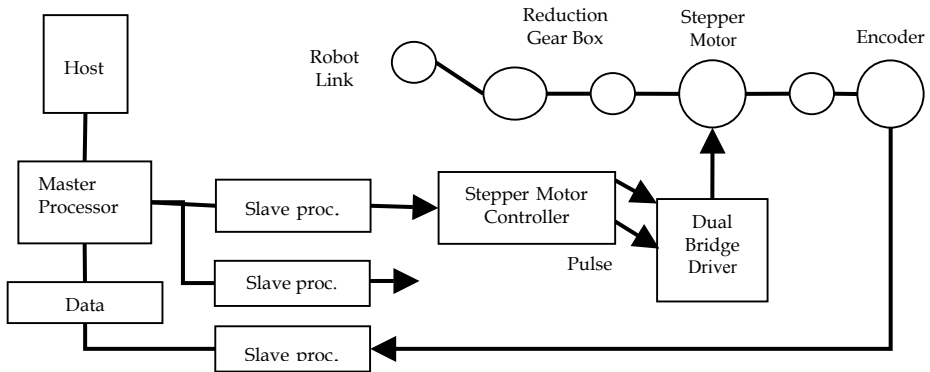 Reduction
Gear Box
Stepper
Motor
Encoder
Robot
Link
Host
Master
Processor
Slave proc.
Stepper Motor
Controller
Dual
Bridge
Driver
Pulse
Slave proc.
Data
Slave proc.